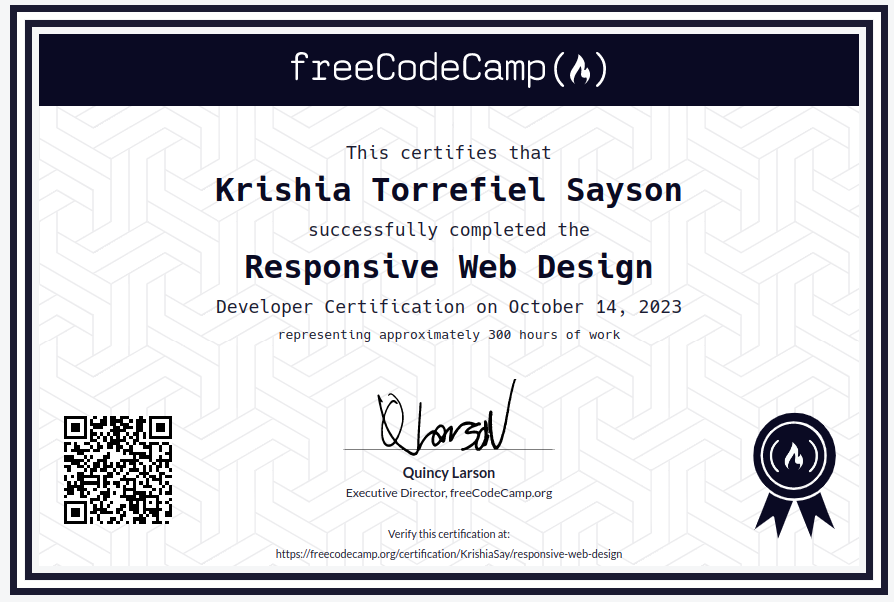 freeCodeCamp
This certifies that
Krishia Torrefiel Sayson
successfully completed the
Responsive Web Design
Developer Certification on October 14, 2023
representing approximately 300 hours of work
Q Larson
Quincy Larson
Executive Director, freeCodeCamp.org
Verify this certification at:
https://freecodecamp.org/certification/KrishiaSay/responsive-web-design